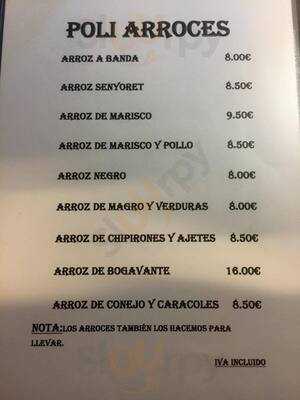 POLI ARROCES
ARROZ A BANDA 8.00€
ARROZ SENYORET 8.50€
ARROZ DE MARISCO 9.50€
ARROZ DE MARISCO Y POLLO 8.50€
ARROZ NEGRO 8.00€
ARROZ DE MAGRO Y VERDURAS 8.00€
ARROZ DE CHIPIRONES Y AJETES 8.50€
ARROZ DE BOGAVANTE 16.00€
ARROZ DE CONEJO Y CARACOLES 8.50€
NOTA:LOS ARROCES TAMBIÉN LOS HACEMOS PARA
LLEVAR.
IVA INCLUIDO